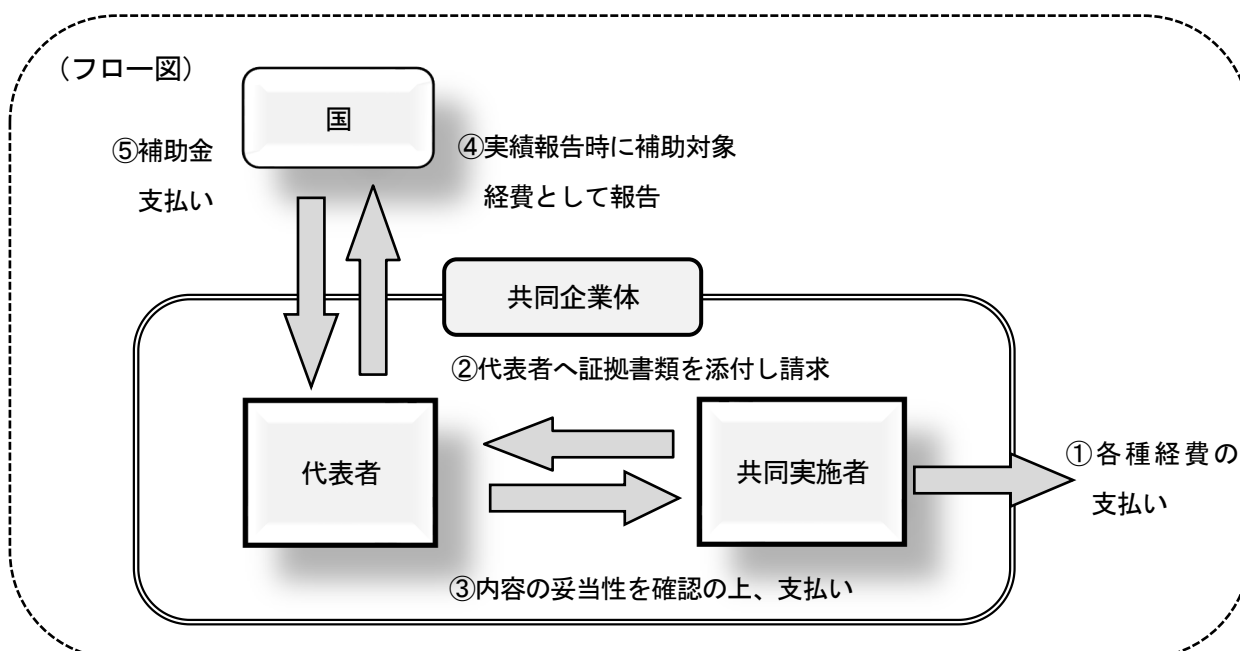 （フロー図）
国
⑤補助金
支払い
④実績報告時に補助対象
経費として報告
共同企業体
②代表者へ証拠書類を添付し請求
代表者
共同実施者
①各種経費の
支払い
③内容の妥当性を確認の上、支払い